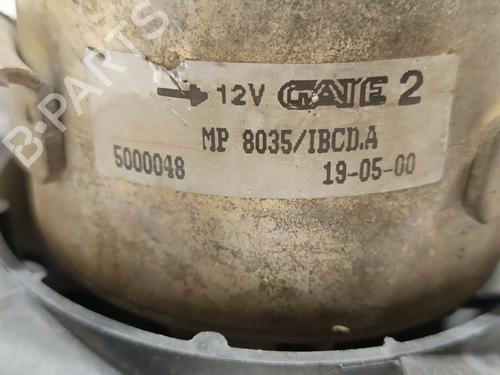 B-PARTS
12V GATE 2
MP 8035/IBCD.A
5000048 19-05-00